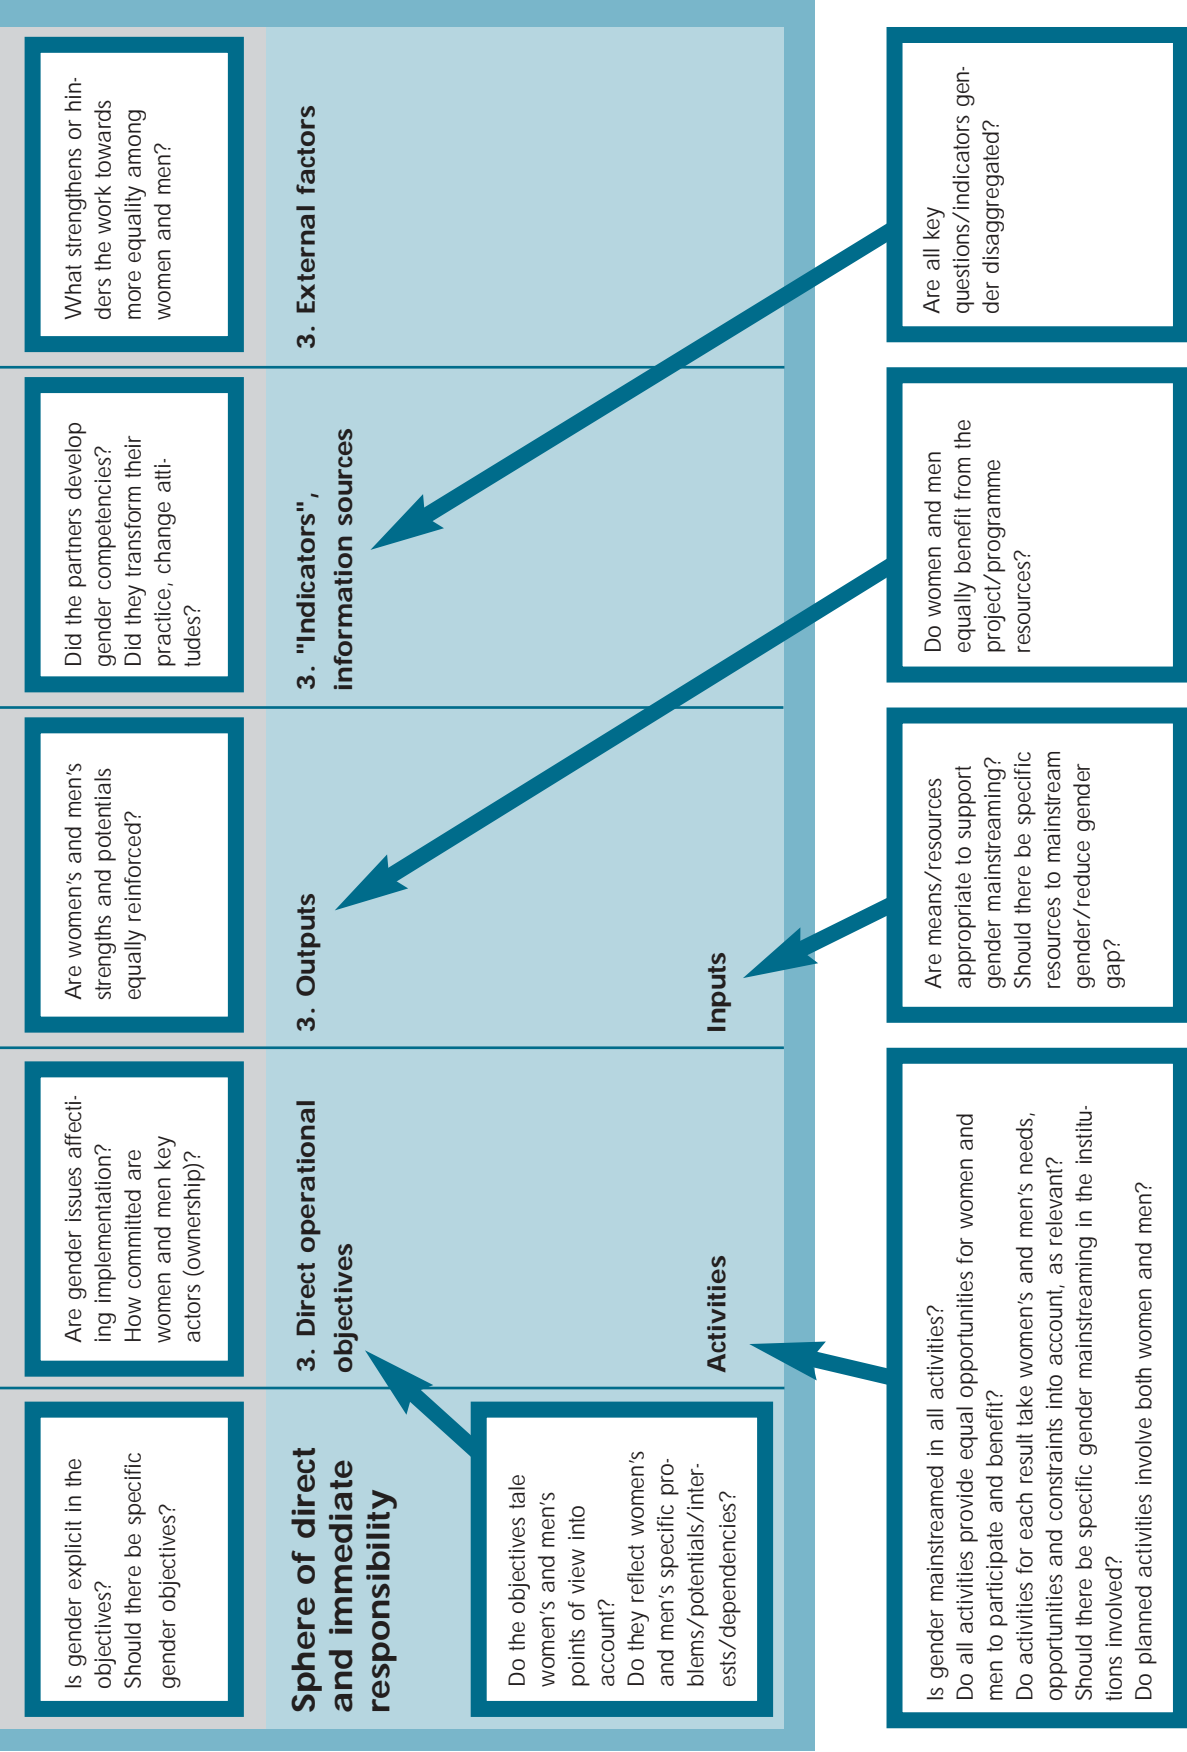 Is gender explicit in the
objectives?
Should there be specific
gender objectives?
Are gender issues affecti-
ing implementation?
How committed are
women and men key
actors (ownership)?
Are women's and men's
strengths and potentials
equally reinforced?
Did the partners develop
gender competencies?
Did they transform their
practice, change atti-
tudes?
What strengthens or hin-
ders the work towards
more equality among
women and men?
Sphere of direct
and immediate
responsibility
3. Direct operational
objectives
3. Outputs
3. "Indicators",
information sources
3. External factors
Do the objectives tale
women's and men's
points of view into
account?
Do they reflect women's
and men's specific pro-
blems/potentials/inter-
ests/dependencies?
Activities
Inputs
Is gender mainstreamed in all activities?
Do all activities provide equal opportunities for women and
men to participate and benefit?
Do activities for each result take women's and men's needs,
opportunities and constraints into account, as relevant?
Should there be specific gender mainstreaming in the institu-
tions involved?
Do planned activities involve both women and men?
Are means/resources
appropriate to support
gender mainstreaming?
Should there be specific
resources to mainstream
gender/reduce gender
gap?
Do women and men
equally benefit from the
project/programme
resources?
Are all key
questions/indicators gen-
der disaggregated?